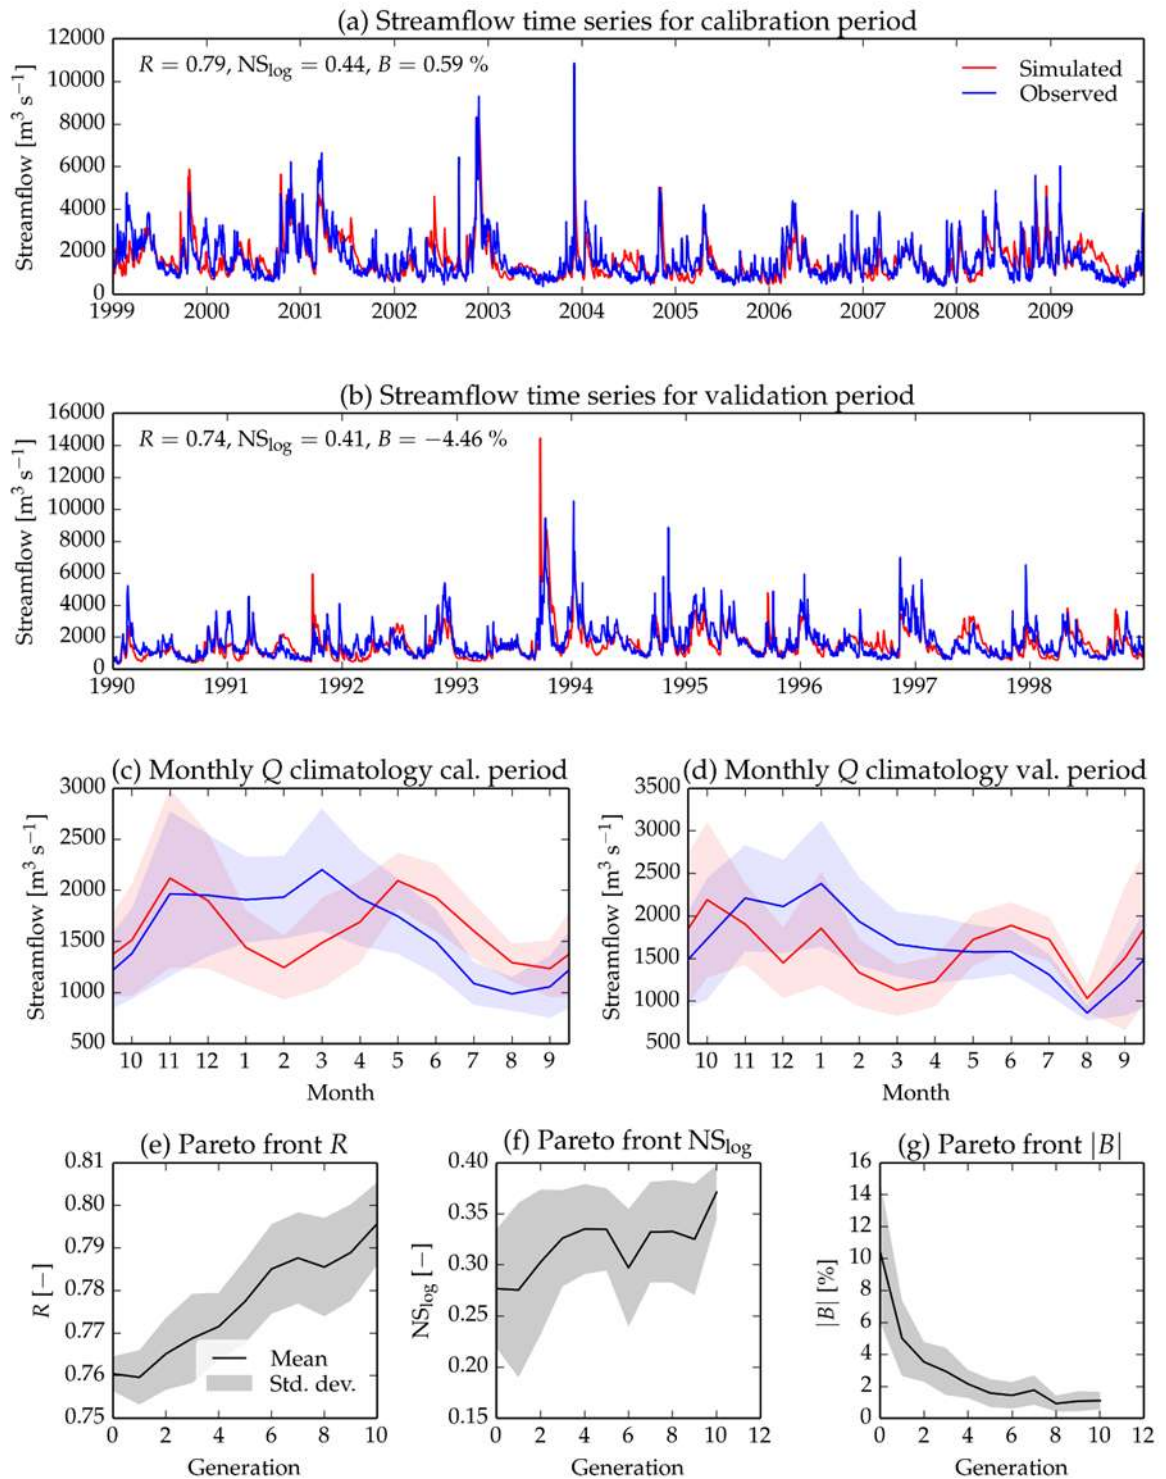 (a) Streamflow time series for calibration period
R = 0.79, NSlog = 0.44, B = 0.59 %
Simulated
Observed
Streamflow [m³ s⁻¹]
12000
10000
8000
6000
4000
2000
0
1999 2000 2001 2002 2003 2004 2005 2006 2007 2008 2009
(b) Streamflow time series for validation period
R = 0.74, NSlog = 0.41, B = −4.46 %
Streamflow [m³ s⁻¹]
16000
14000
12000
10000
8000
6000
4000
2000
0
1990 1991 1992 1993 1994 1995 1996 1997 1998
(c) Monthly Q climatology cal. period
Streamflow [m³ s⁻¹]
3000
2500
2000
1500
1000
500
10 11 12 1 2 3 4 5 6 7 8 9
Month
(d) Monthly Q climatology val. period
Streamflow [m³ s⁻¹]
3500
3000
2500
2000
1500
1000
500
10 11 12 1 2 3 4 5 6 7 8 9
Month
(e) Pareto front R
R [−]
0.81
0.80
0.79
0.78
0.77
0.76
0.75
Mean
Std. dev.
0 2 4 6 8 10
Generation
(f) Pareto front NSlog
NSlog [−]
0.40
0.35
0.30
0.25
0.20
0.15
0 2 4 6 8 10 12
Generation
(g) Pareto front |B|
|B| [%]
16
14
12
10
8
6
4
2
0
0 2 4 6 8 10 12
Generation